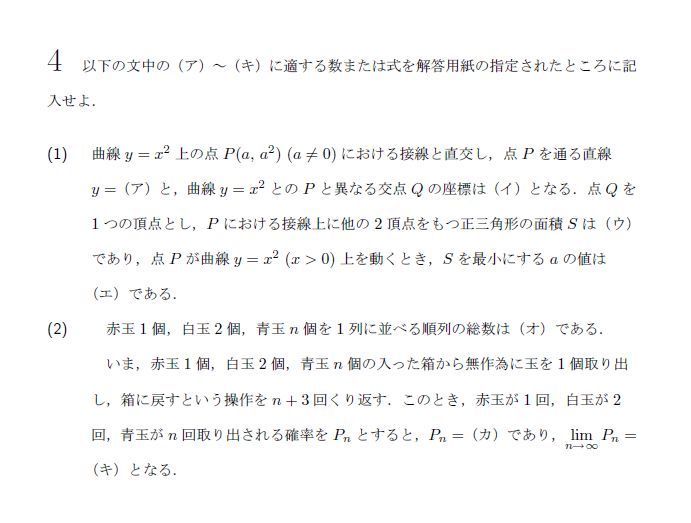 4 以下の文中の（ア）～（キ）に適する数または式を解答用紙の指定されたところに記
入せよ．
(1) 曲線 y = x² 上の点 P(a, a²) (a ≠ 0) における接線と直交し，点 P を通る直線
y =（ア）と，曲線 y = x² との P と異なる交点 Q の座標は（イ）となる．点 Q を
1 つの頂点とし，P における接線上に他の 2 頂点をもつ正三角形の面積 S は（ウ）
であり，点 P が曲線 y = x² (x > 0) 上を動くとき，S を最小にする a の値は
（エ）である．
(2) 赤玉 1 個，白玉 2 個，青玉 n 個を 1 列に並べる順列の総数は（オ）である．
いま，赤玉 1 個，白玉 2 個，青玉 n 個の入った箱から無作為に玉を 1 個取り出
し，箱に戻すという操作を n + 3 回くり返す．このとき，赤玉が 1 回，白玉が 2
回，青玉が n 回取り出される確率を Pₙ とすると，Pₙ =（カ）であり，lim n→∞ Pₙ =
（キ）となる．